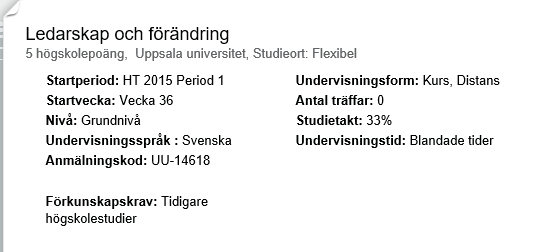 Ledarskap och förändring
5 högskolepoäng,  Uppsala universitet, Studieort: Flexibel
Startperiod: HT 2015 Period 1
Startvecka: Vecka 36
Nivå: Grundnivå
Undervisningsspråk : Svenska
Anmälningskod: UU-14618
Förkunskapskrav: Tidigare
högskolestudier
Undervisningsform: Kurs, Distans
Antal träffar: 0
Studietakt: 33%
Undervisningstid: Blandade tider